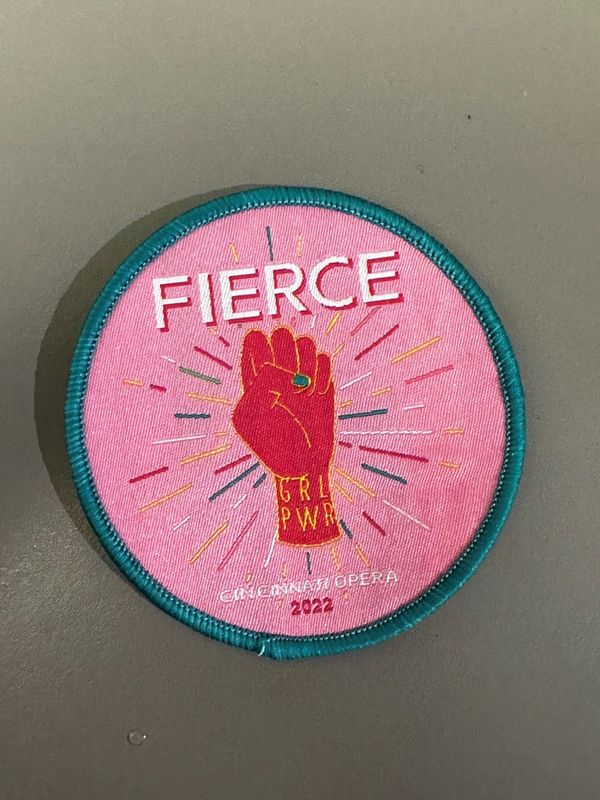 FIERCE
GRL
PWR
CINCINNATI OPERA
2022